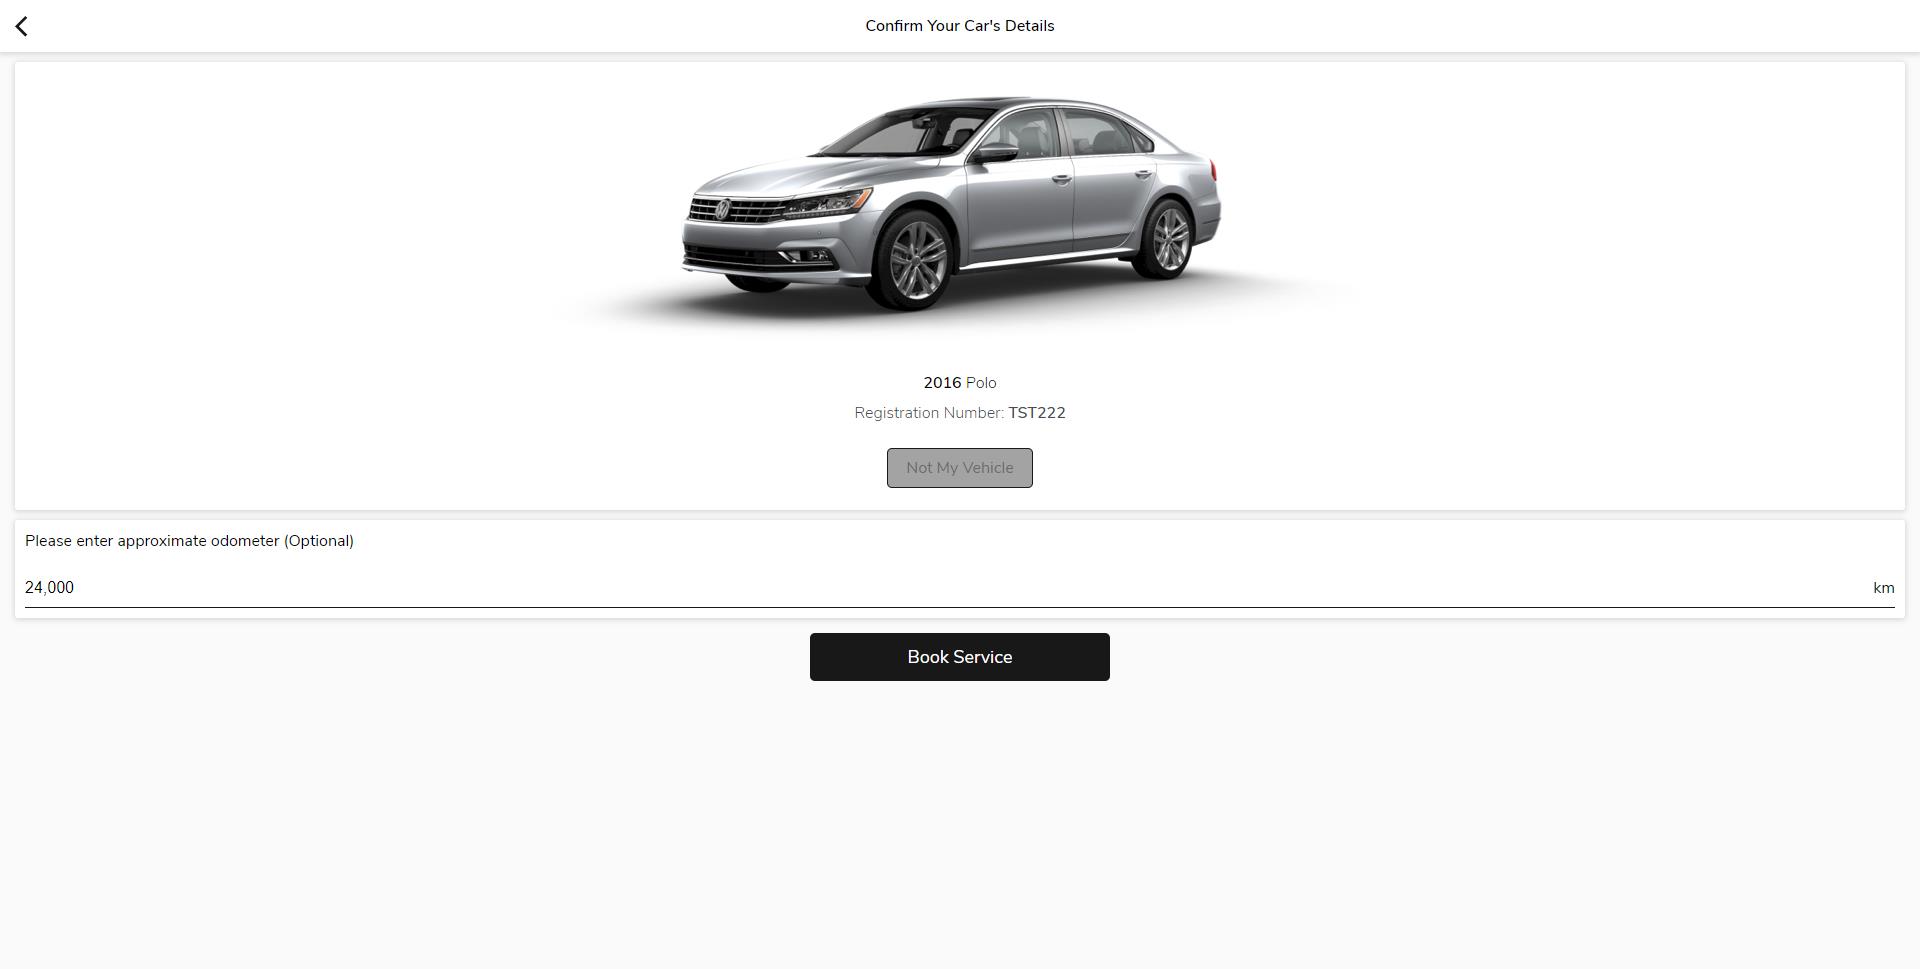 Confirm Your Car's Details
2016 Polo
Registration Number: TST222
Not My Vehicle
Please enter approximate odometer (Optional)
24,000 km
Book Service